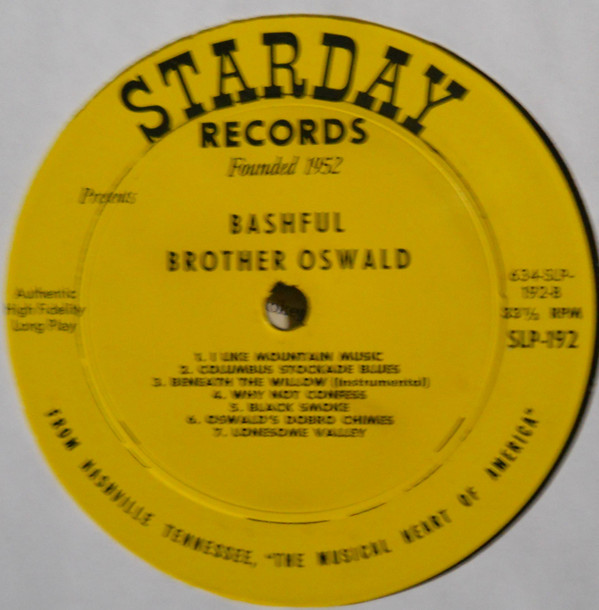 STARDAY
RECORDS
Founded 1952
Presents
BASHFUL
BROTHER OSWALD
Authentic
High Fidelity
Long Play
634-SLP-
192-B
33⅓ RPM
SLP-192
1. I LIKE MOUNTAIN MUSIC
2. COLUMBUS STOCKADE BLUES
3. BENEATH THE WILLOW (Instrumental)
4. WHY NOT CONFESS
5. BLACK SMOKE
6. OSWALD'S DOBRO CHIMES
7. LONESOME VALLEY
FROM NASHVILLE TENNESSEE, "THE MUSICAL HEART OF AMERICA"